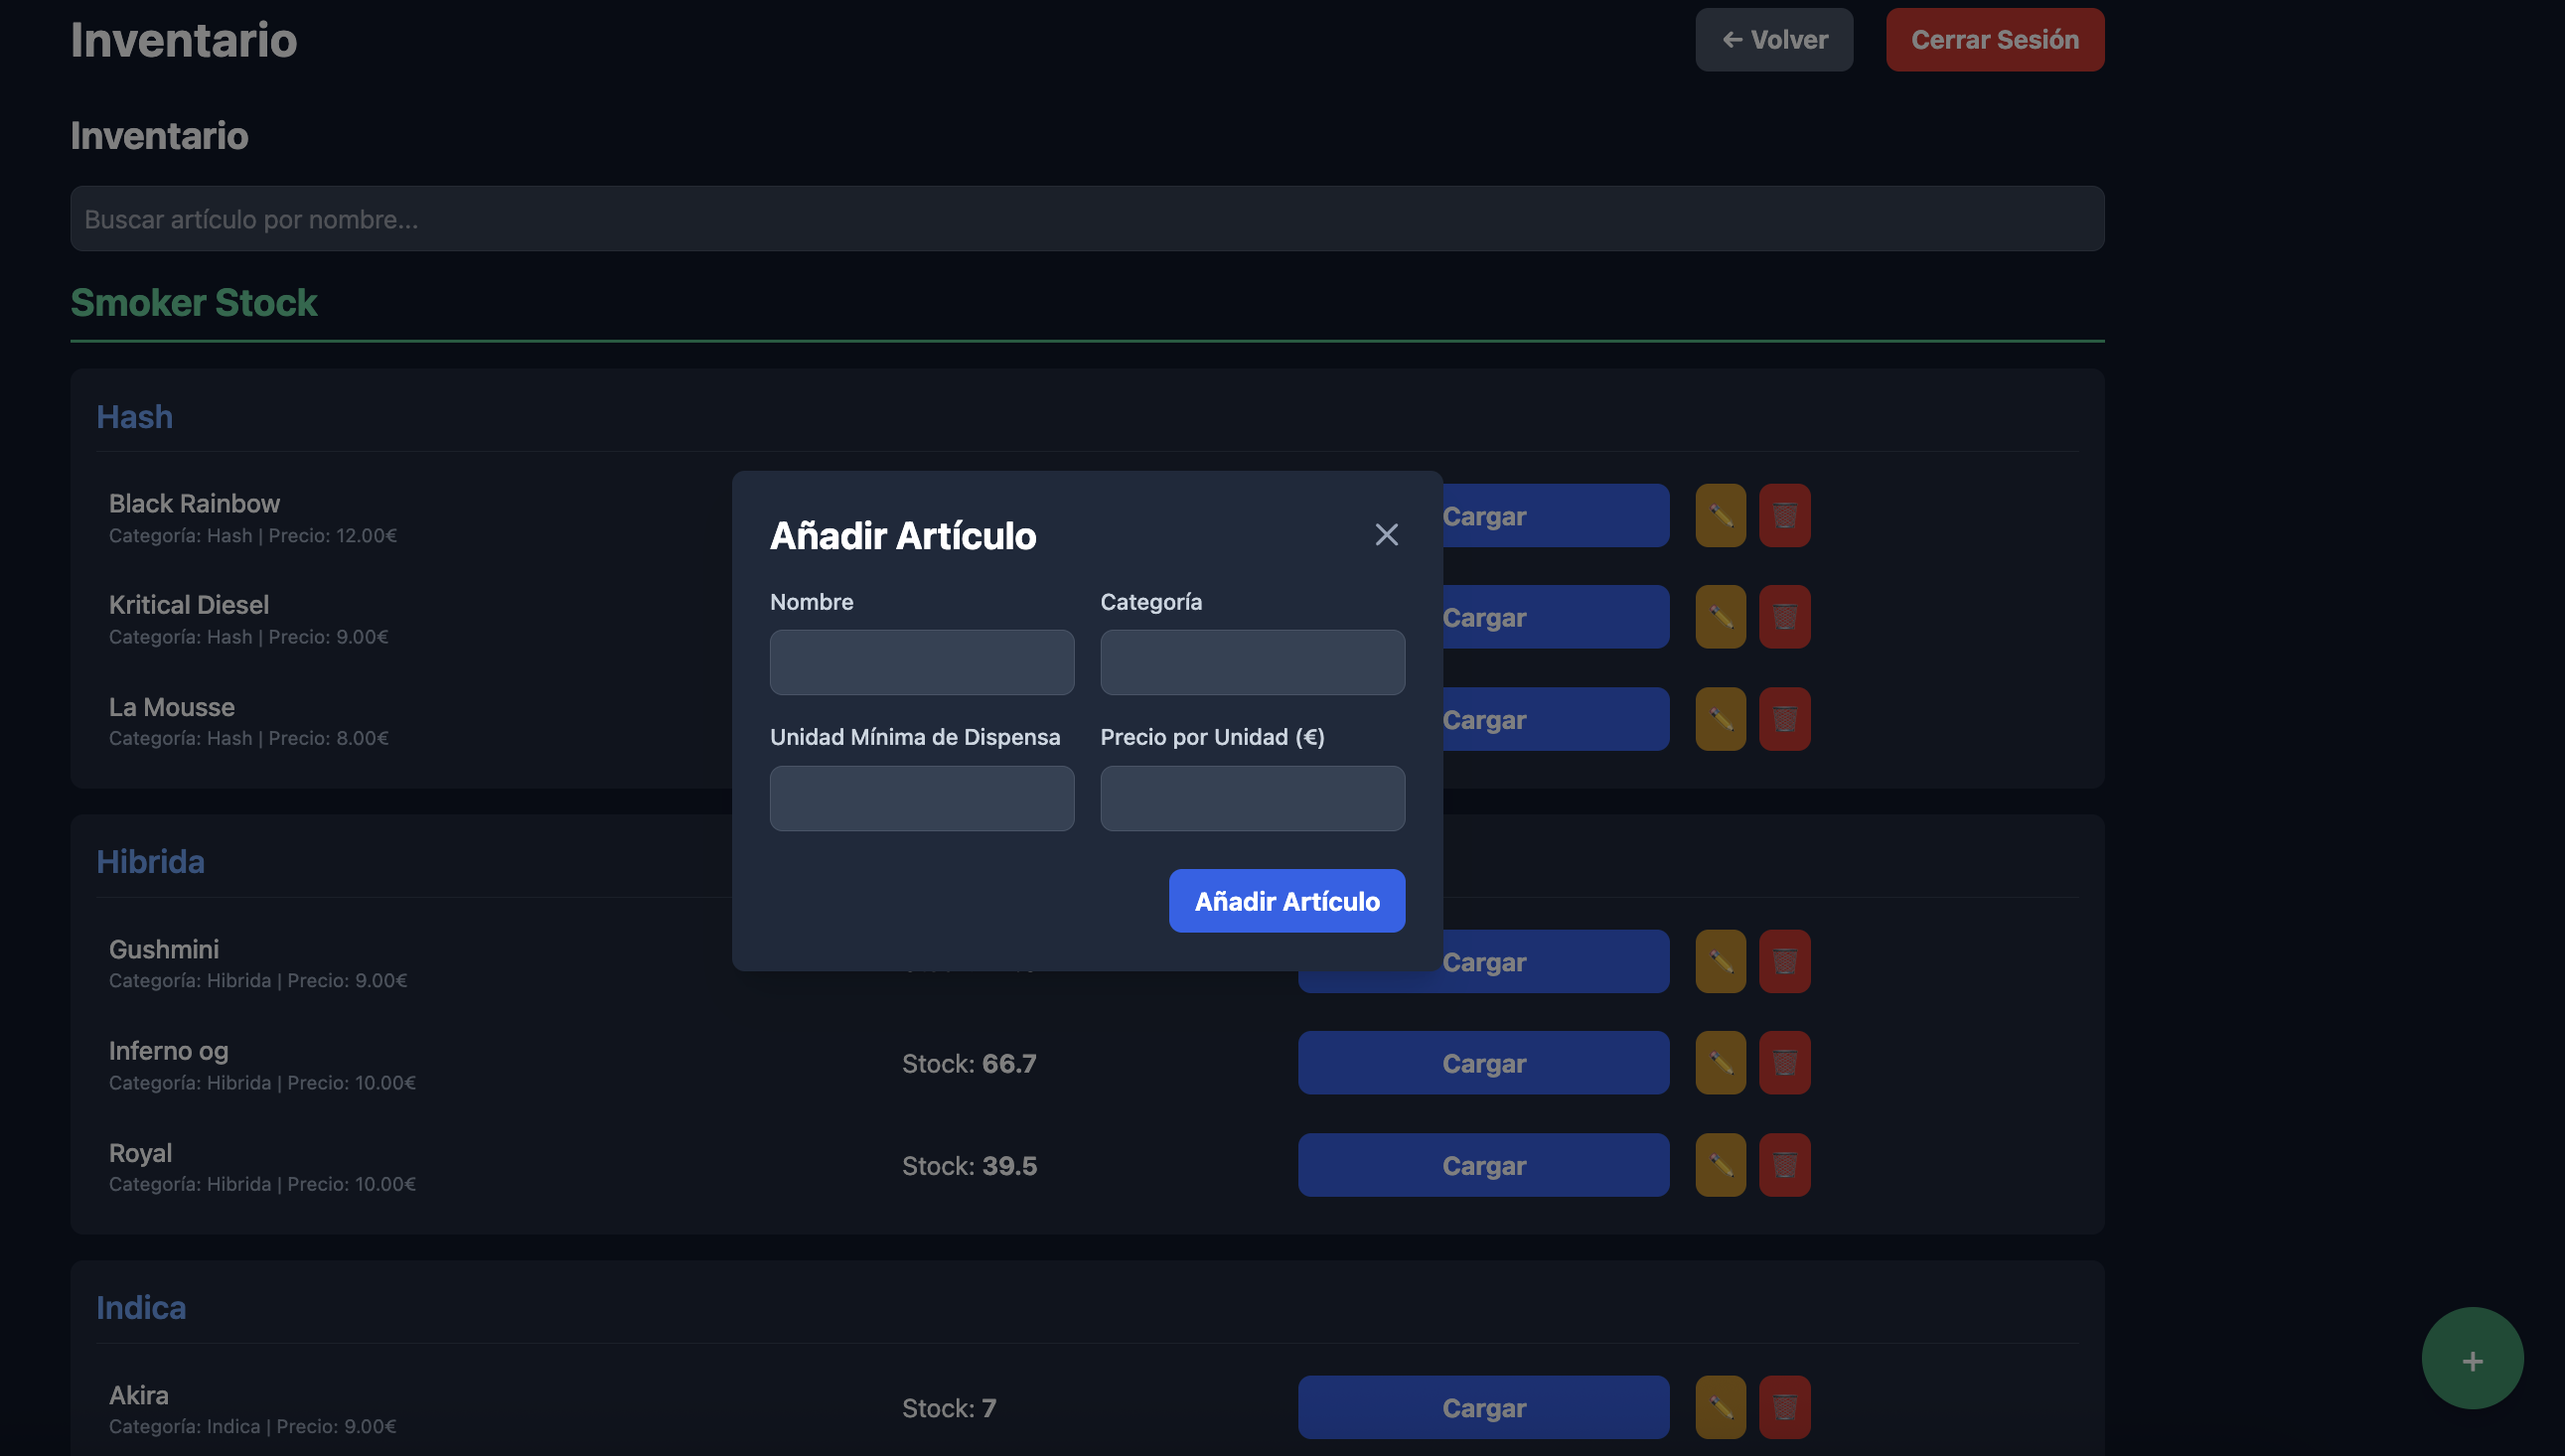 Inventario
← Volver
Cerrar Sesión
Inventario
Buscar artículo por nombre...
Smoker Stock
Hash
Black Rainbow
Categoría: Hash | Precio: 12.00€
Cargar
Kritical Diesel
Categoría: Hash | Precio: 9.00€
Cargar
La Mousse
Categoría: Hash | Precio: 8.00€
Cargar
Añadir Artículo
Nombre
Categoría
Unidad Mínima de Dispensa
Precio por Unidad (€)
Añadir Artículo
Hibrida
Gushmini
Categoría: Hibrida | Precio: 9.00€
Cargar
Inferno og
Categoría: Hibrida | Precio: 10.00€
Stock: 66.7
Cargar
Royal
Categoría: Hibrida | Precio: 10.00€
Stock: 39.5
Cargar
Indica
Akira
Categoría: Indica | Precio: 9.00€
Stock: 7
Cargar
+